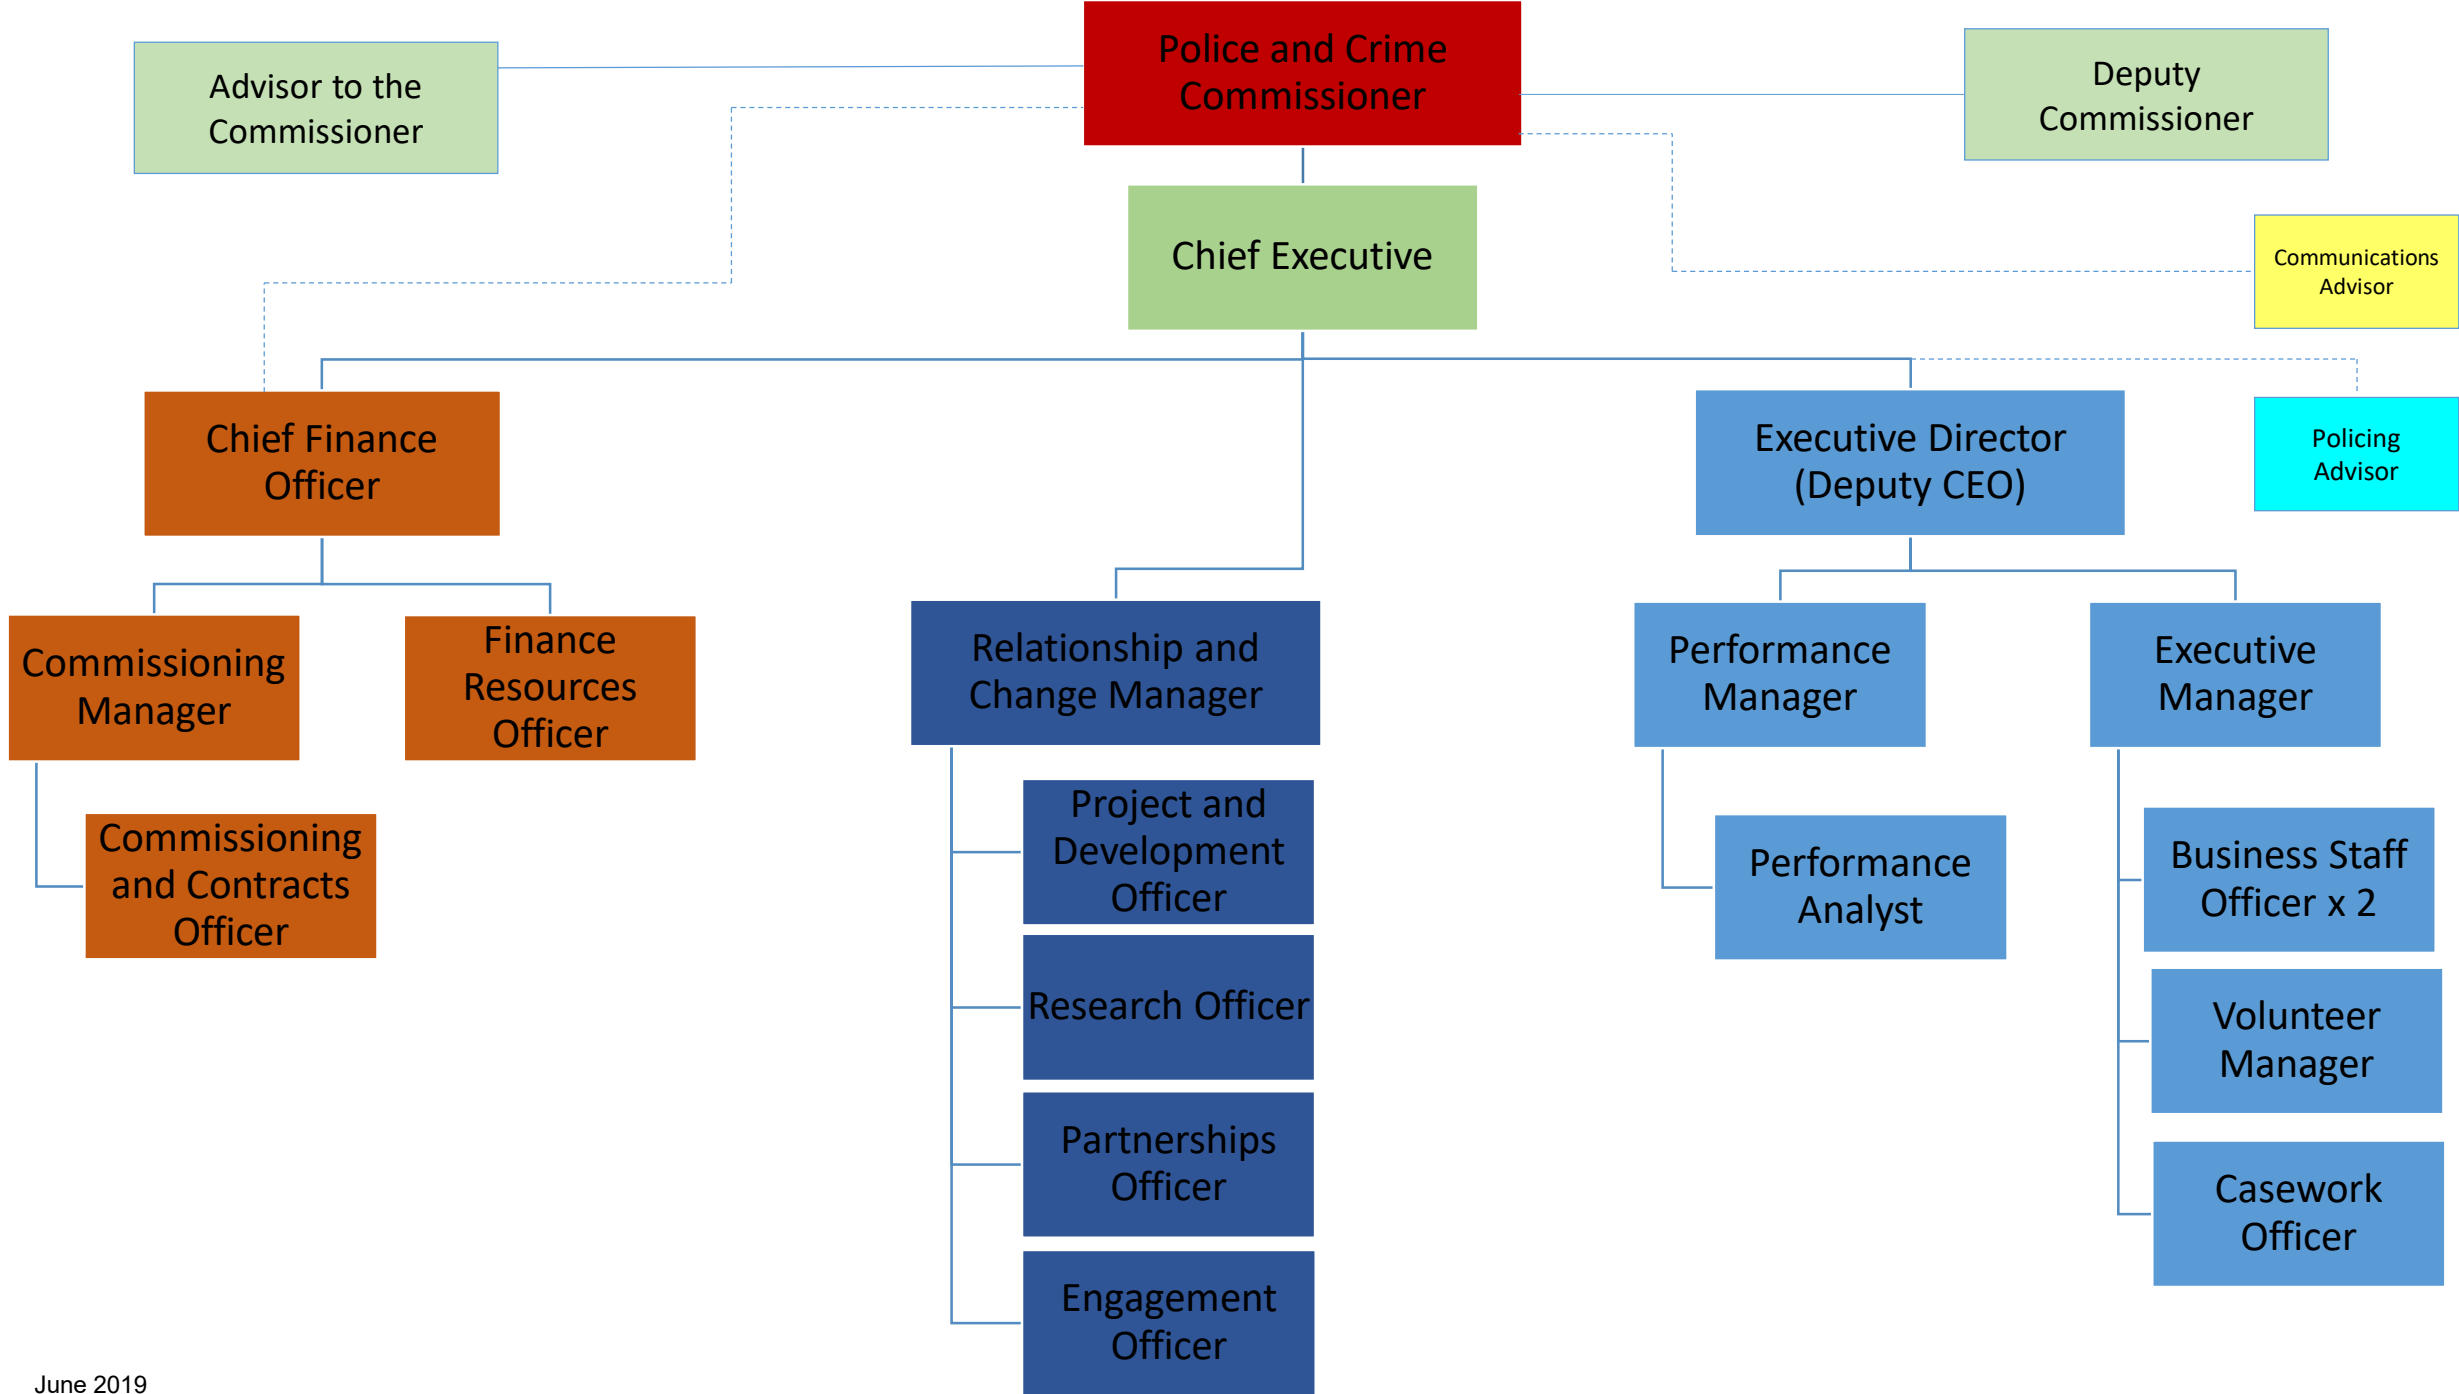 Police and Crime
Commissioner
Advisor to the
Commissioner
Deputy
Commissioner
Chief Executive
Communications
Advisor
Chief Finance
Officer
Executive Director
(Deputy CEO)
Policing
Advisor
Commissioning
Manager
Finance
Resources
Officer
Relationship and
Change Manager
Performance
Manager
Executive
Manager
Commissioning
and Contracts
Officer
Project and
Development
Officer
Research Officer
Partnerships
Officer
Engagement
Officer
Performance
Analyst
Business Staff
Officer x 2
Volunteer
Manager
Casework
Officer
June 2019